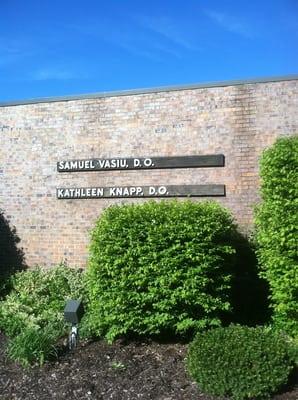 SAMUEL VASIU, D.O.
KATHLEEN KNAPP, D.O.